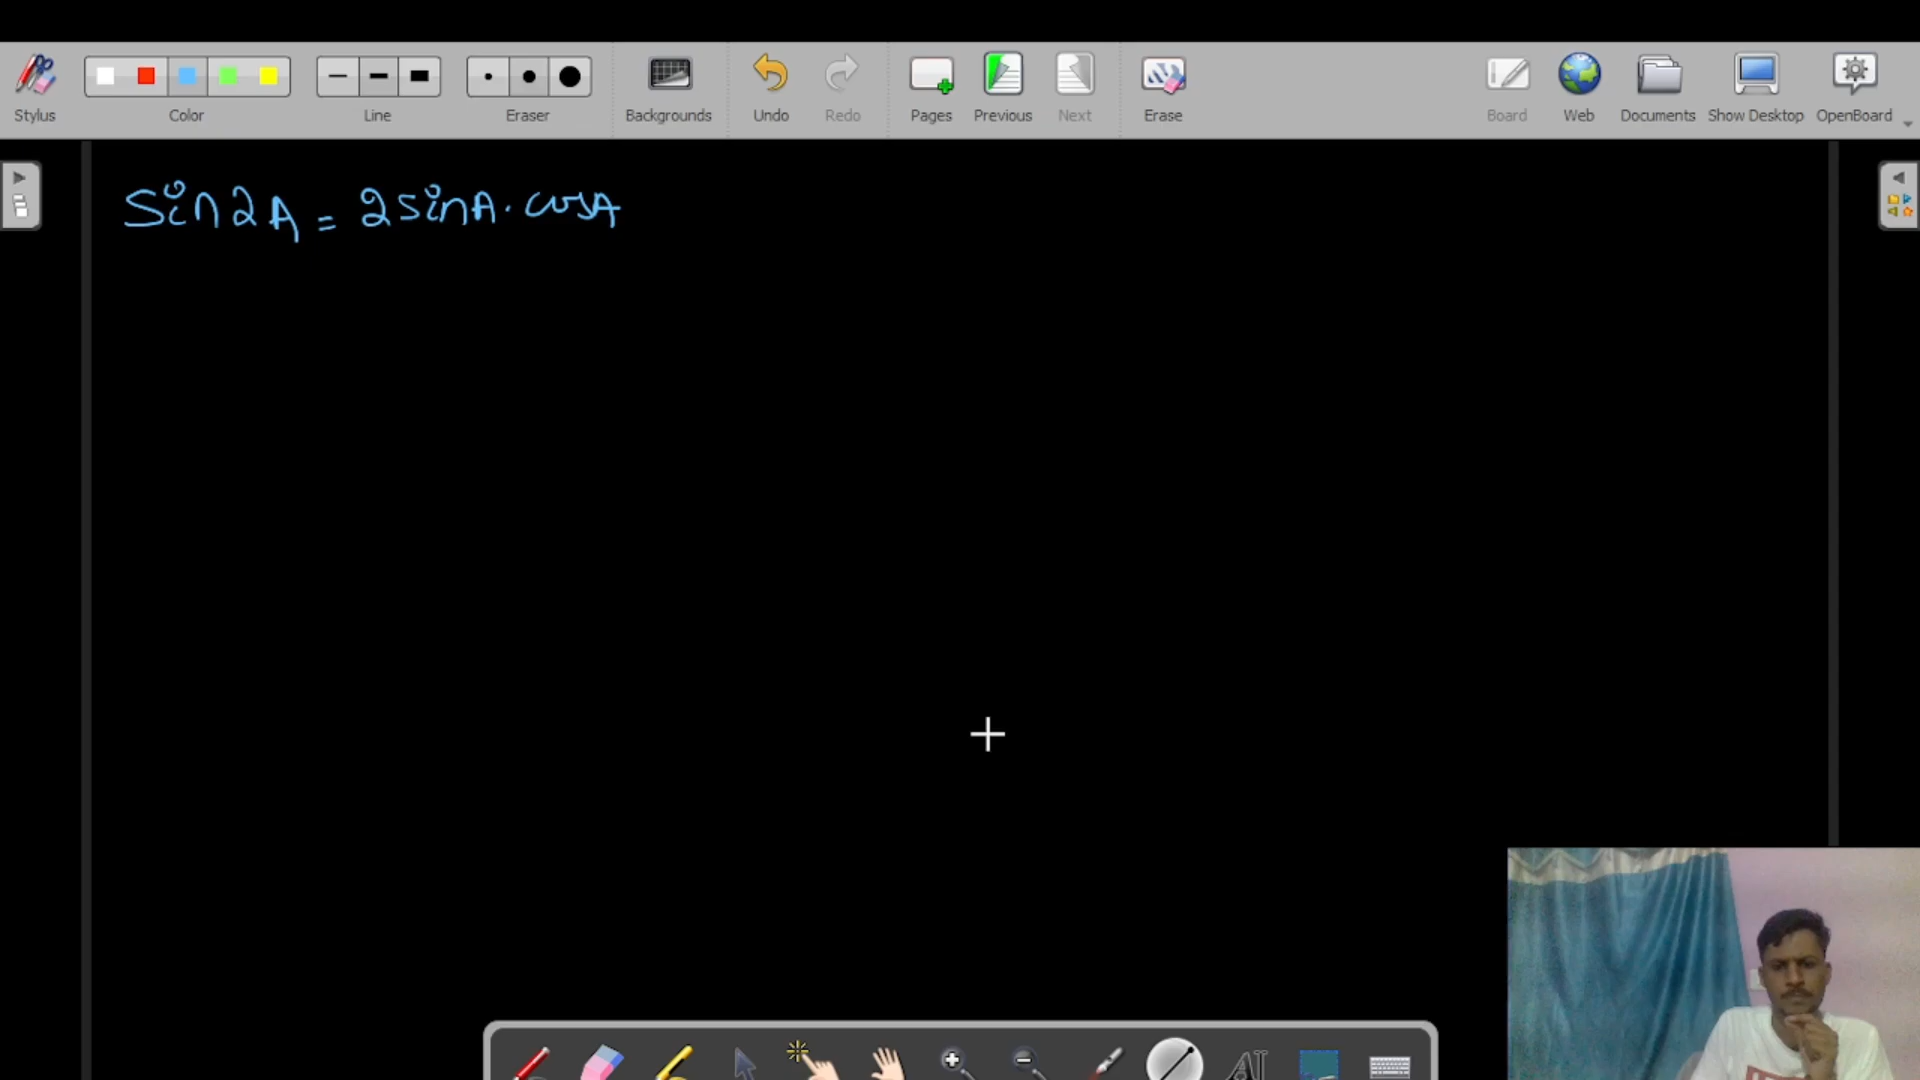 Stylus Color Line Eraser Backgrounds Undo Redo Pages Previous Next Erase Board Web Documents Show Desktop OpenBoard
Sin2A = 2sinA · cosA